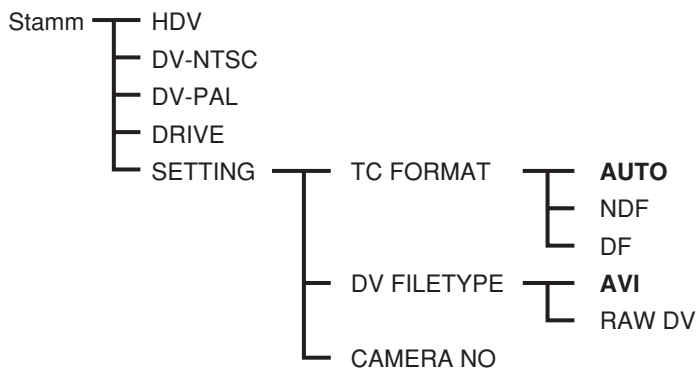 Stamm HDV
DV-NTSC
DV-PAL
DRIVE
SETTING TC FORMAT AUTO
NDF
DF
DV FILETYPE AVI
RAW DV
CAMERA NO